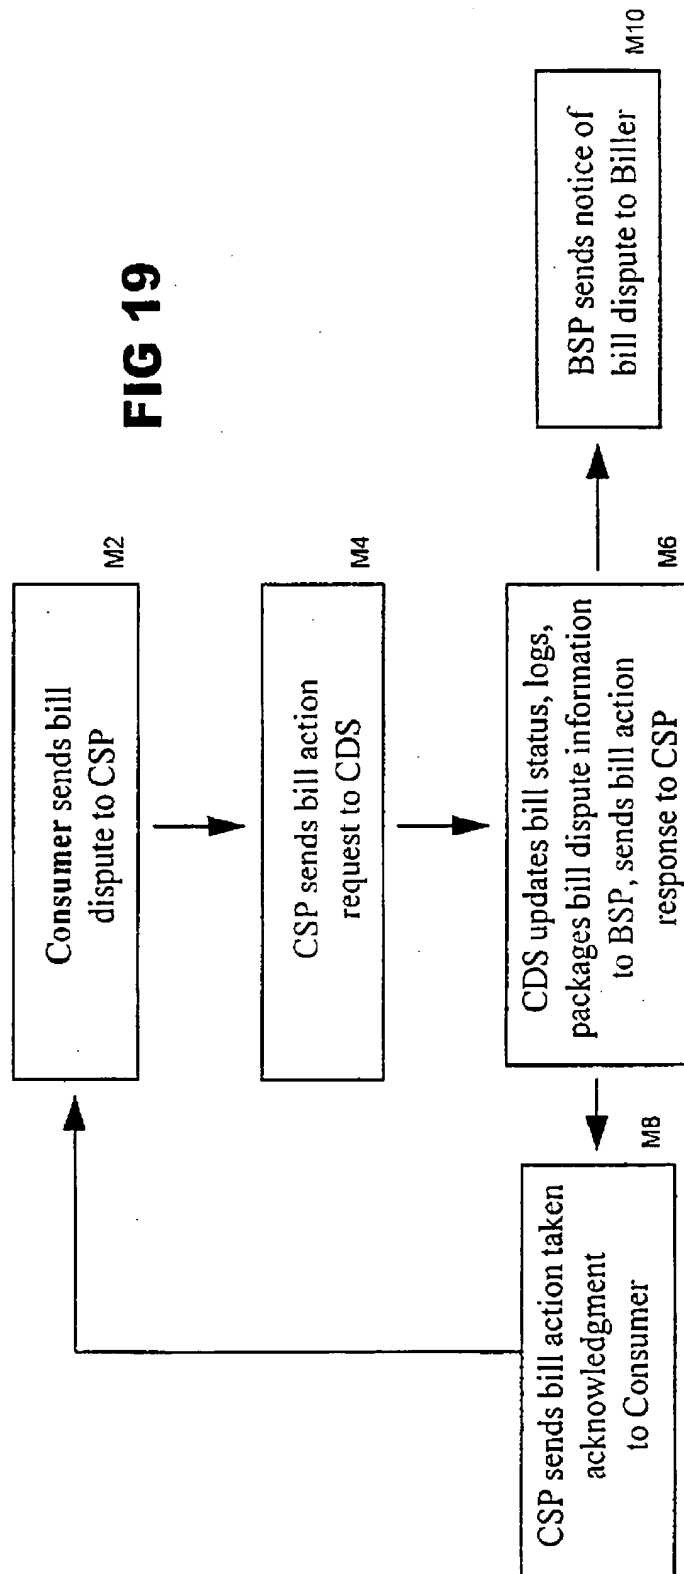 FIG 19
Consumer sends bill
dispute to CSP
M2
CSP sends bill action
request to CDS
M4
CDS updates bill status, logs,
packages bill dispute information
to BSP, sends bill action
response to CSP
M6
CSP sends bill action taken
acknowledgment
to Consumer
M8
BSP sends notice of
bill dispute to Biller
M10